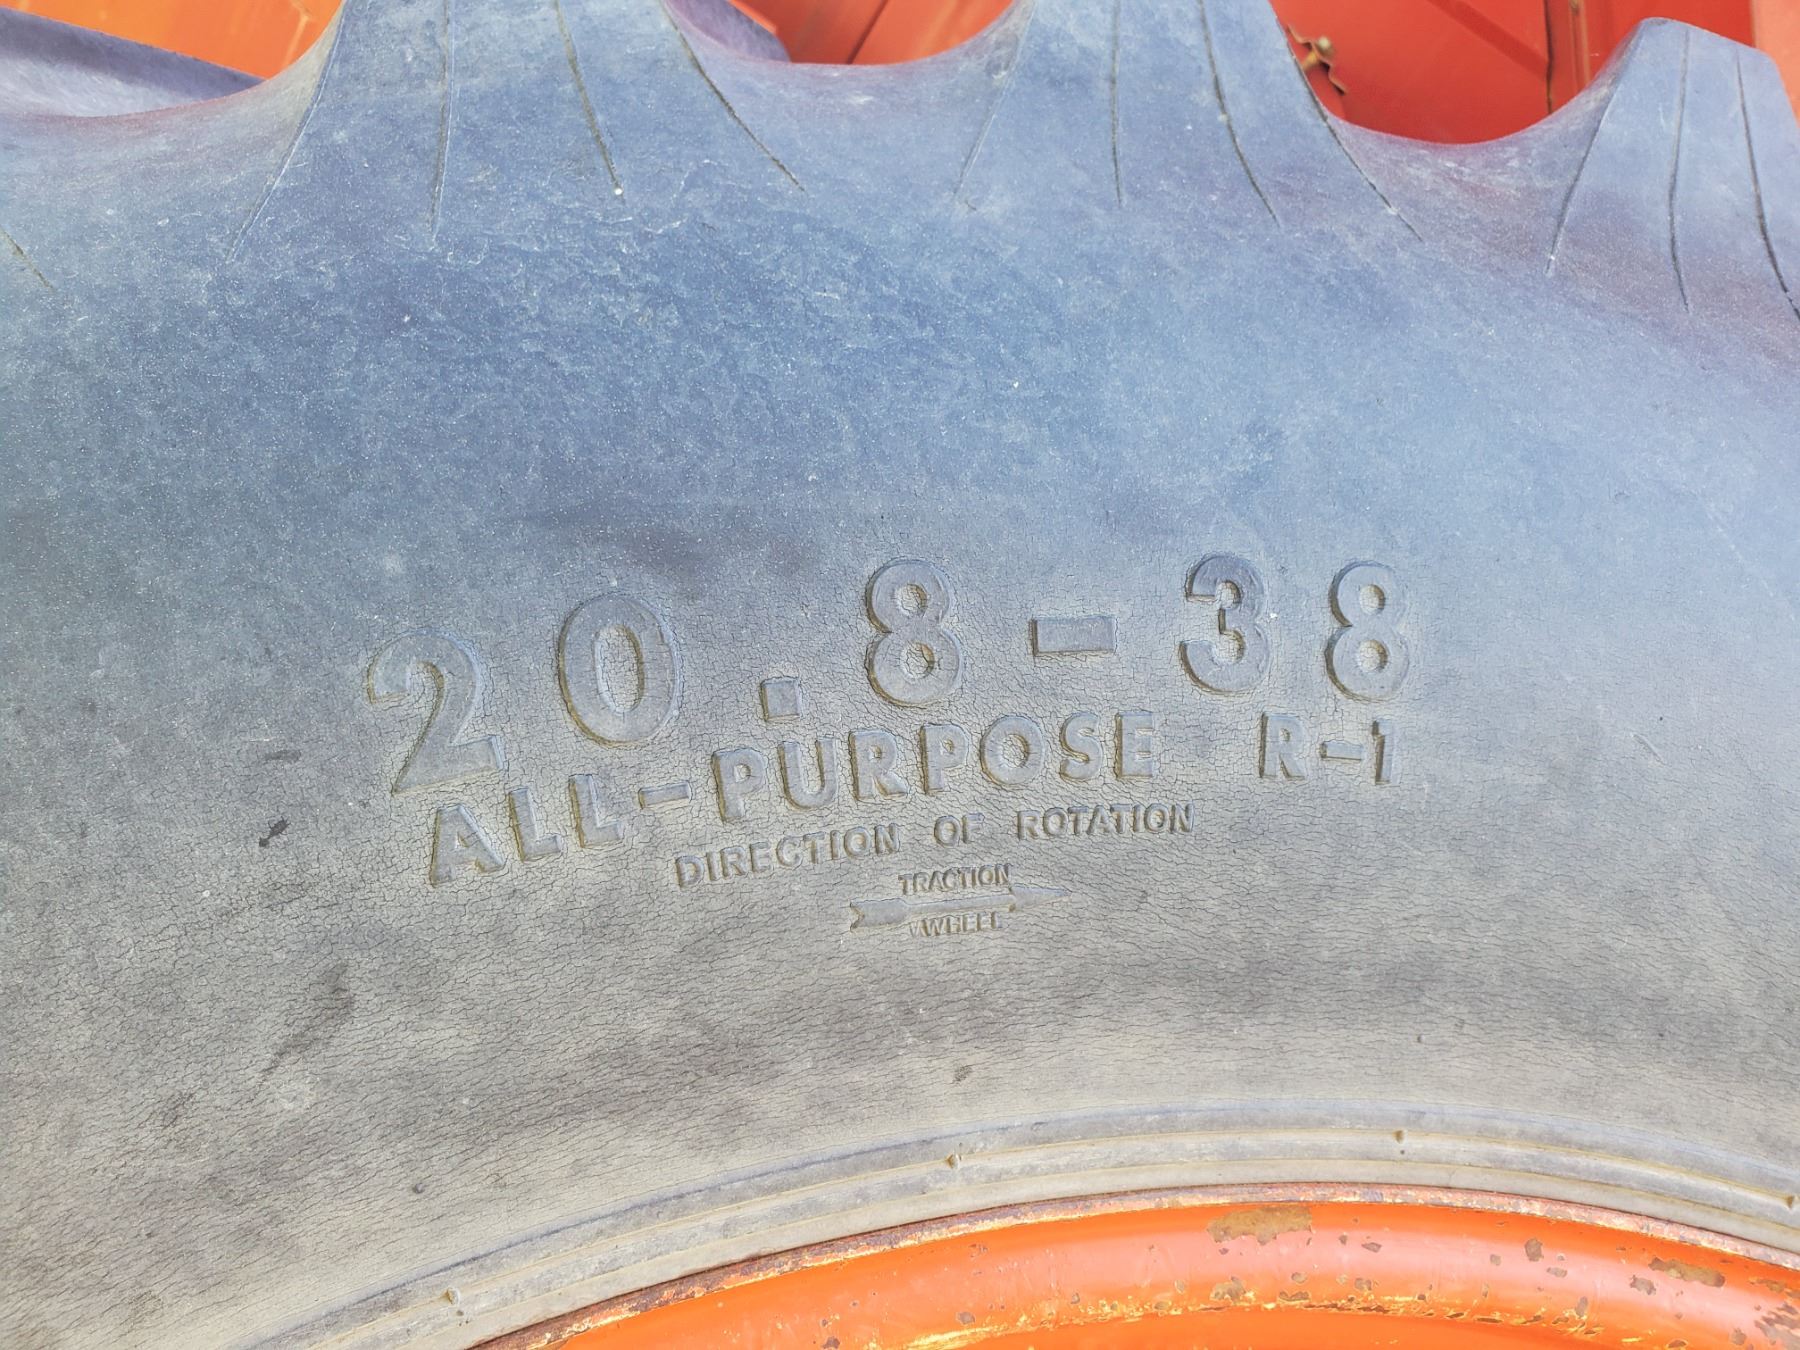 20.8-38
ALL-PURPOSE R-1
DIRECTION OF ROTATION
TRACTION
WHEEL